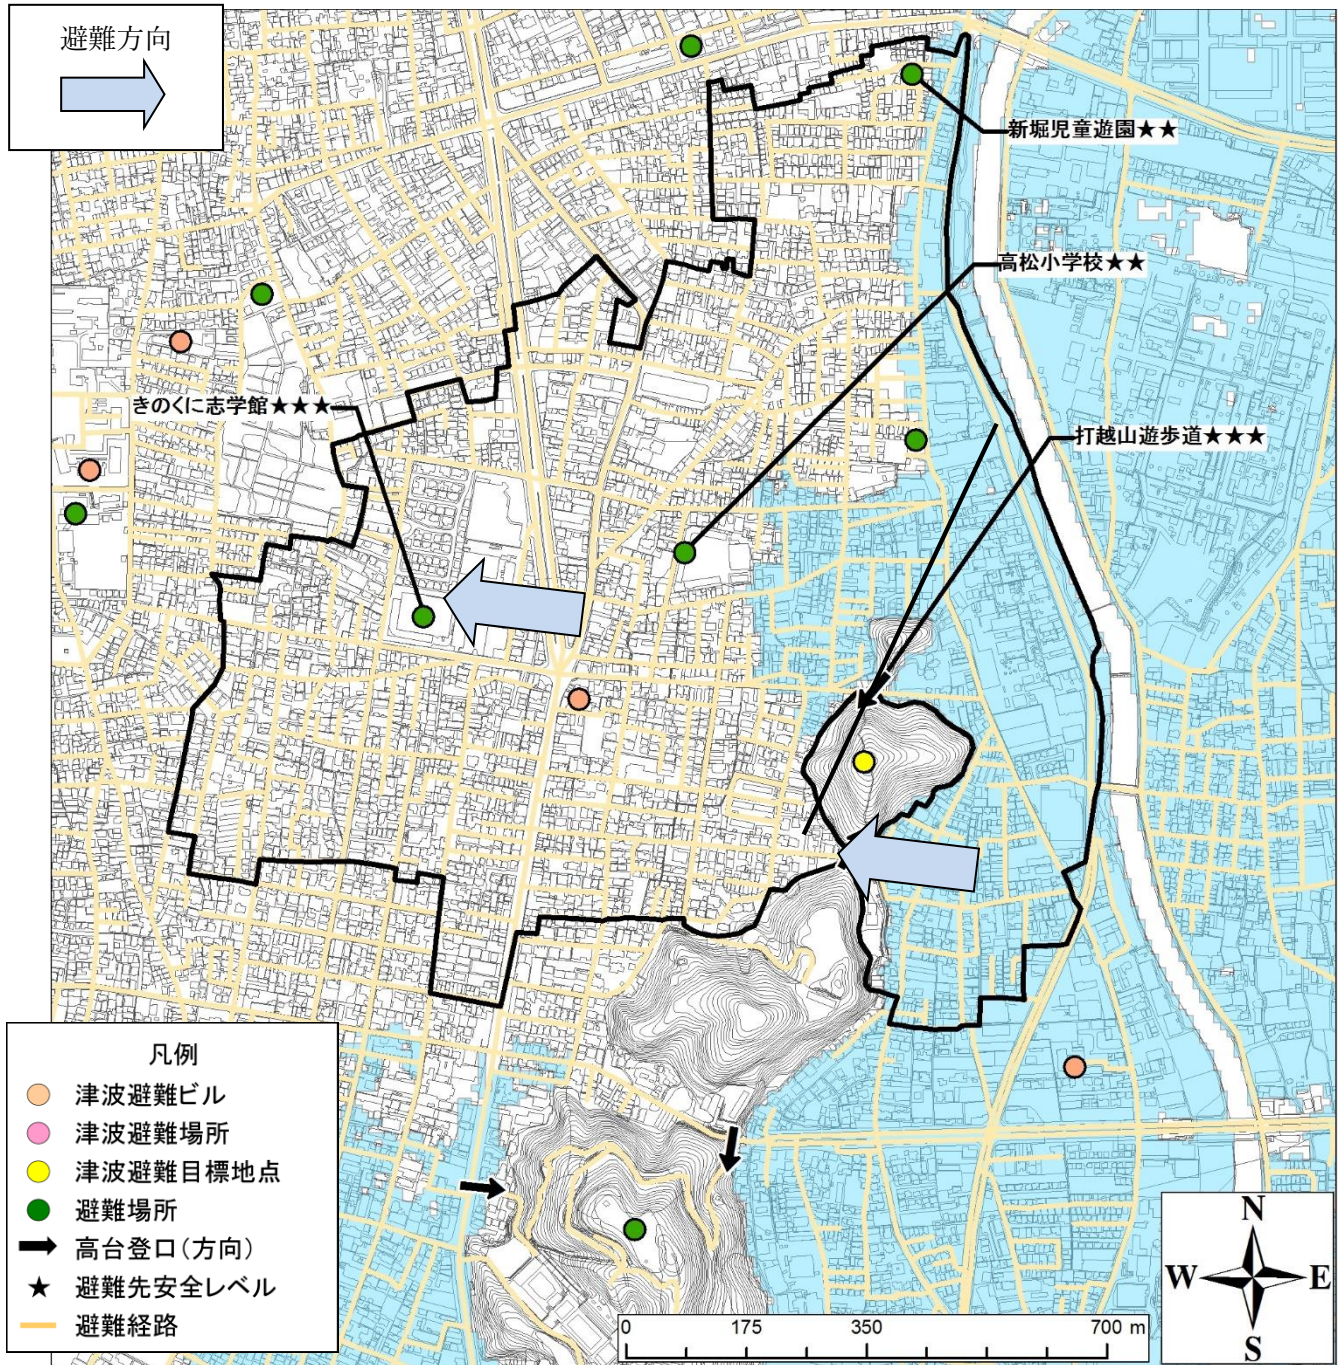 避難方向
新堀児童遊園★★
高松小学校★★
きのくに志学館★★★
打越山遊歩道★★★
凡例
津波避難ビル
津波避難場所
津波避難目標地点
避難場所
高台登口(方向)
★ 避難先安全レベル
避難経路
N
W E
S
0 175 350 700 m